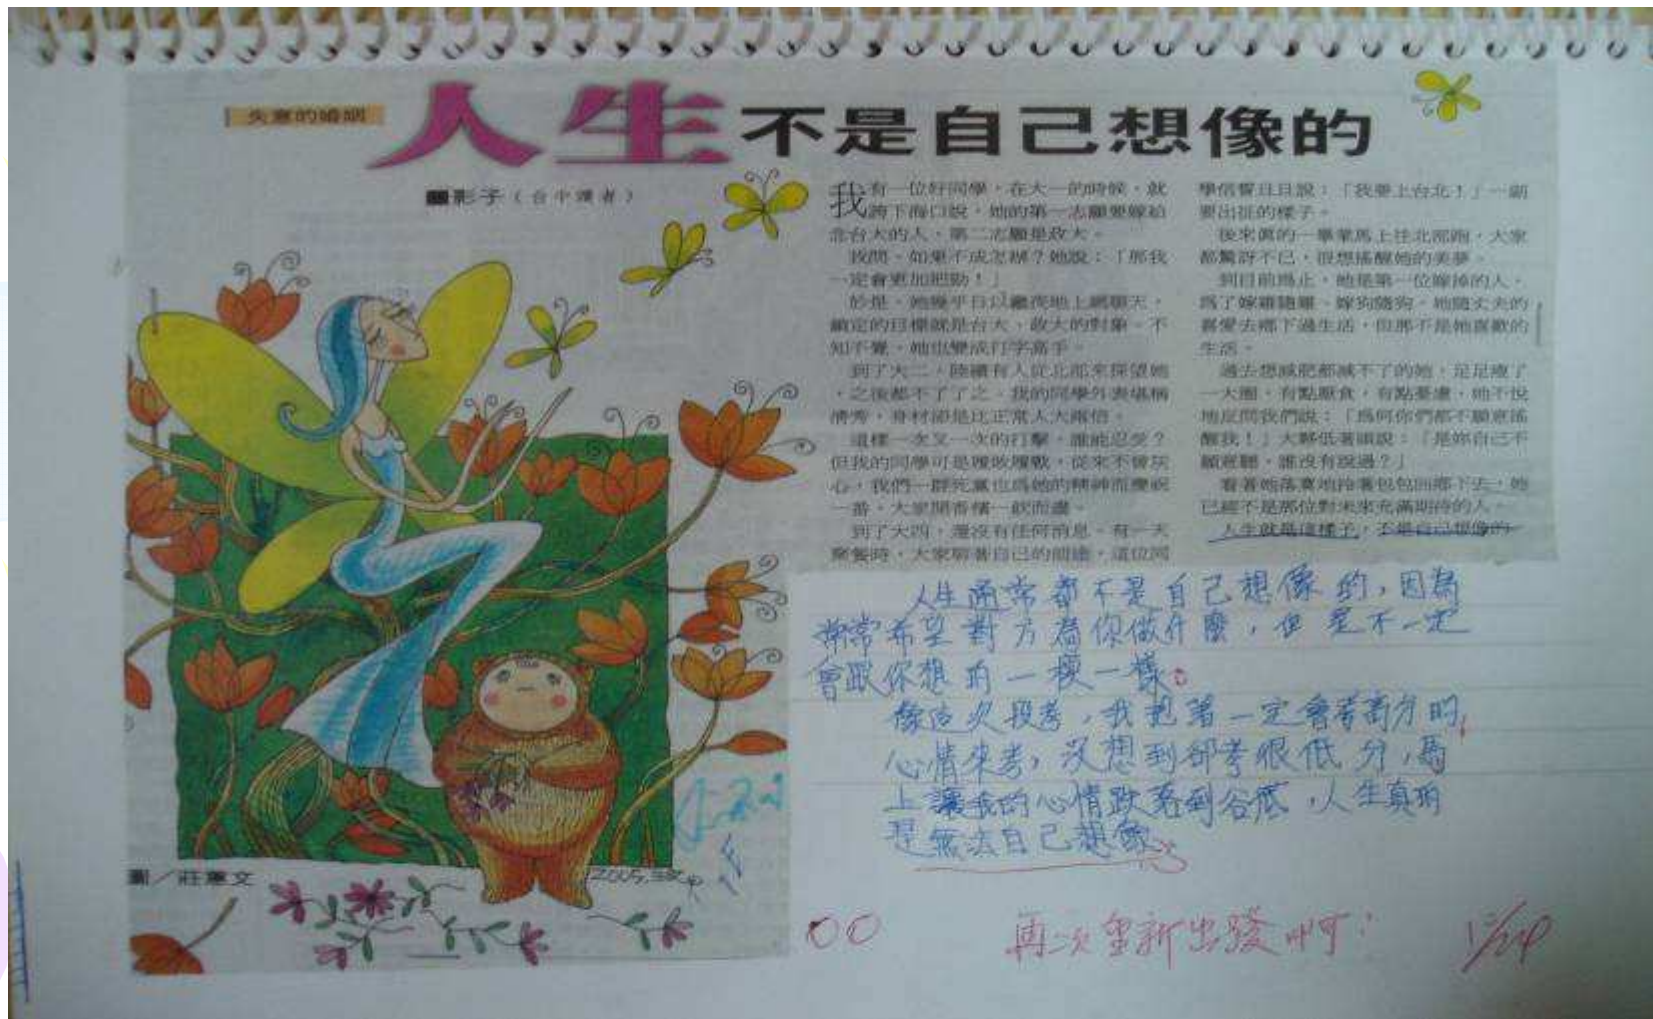 失意的婚姻
人生不是自己想像的
■影子(台中讀者)
我有一位好同學,在大一的時候,就
誇下海口說,她的第一志願要嫁給
念台大的人,第二志願是政大。
我問,如果不成怎辦?她說:「那我
一定會更加把勁!」
於是,她幾乎日以繼夜地上網聊天,
鎖定的目標就是台大、政大的對象。不
知不覺,她也變成打字高手。
到了大二,陸續有人從北部來探望她
,之後都不了了之。我的同學外表堪稱
清秀,身材卻是比正常人大兩倍。
這樣一次又一次的打擊,誰能忍受?
但我的同學可是屢敗屢戰,從來不曾灰
心,我們一群死黨也為她的精神而慶祝
一番,大家開香檳一飲而盡。
到了大四,還沒有任何消息。有一天
聚餐時,大家聊著自己的前途,這位同
學信誓旦旦說:「我要上台北!」一副
要出征的樣子。
後來真的一畢業馬上往北部跑,大家
都驚訝不已,很想搖醒她的美夢。
到目前為止,她是第一位嫁掉的人,
為了嫁雞隨雞、嫁狗隨狗,她隨丈夫的
喜愛去鄉下過生活,但那不是她喜歡的
生活。
過去想減肥都減不了的她,足足瘦了
一大圈,有點厭食,有點憂慮,她不悅
地反問我們說:「為何你們都不願意搖
醒我!」大夥低著頭說:「是妳自己不
願意聽,誰沒有說過?」
看著她落寞地拎著包包回鄉下去,她
已經不是那位對未來充滿期待的人。
人生就是這樣子,不是自己想像的。
人生通常都不是自己想像的,因為
常希望對方為你做什麼,但是不一定
會跟你想的一模一樣。
像這次段考,我抱著一定會考高分的
心情來考,沒想到卻考很低分,馬
上讓我的心情跌落到谷底,人生真的
是無法自己想像。
圖/莊惠文
2005,
再次重新出發啊!
12/24